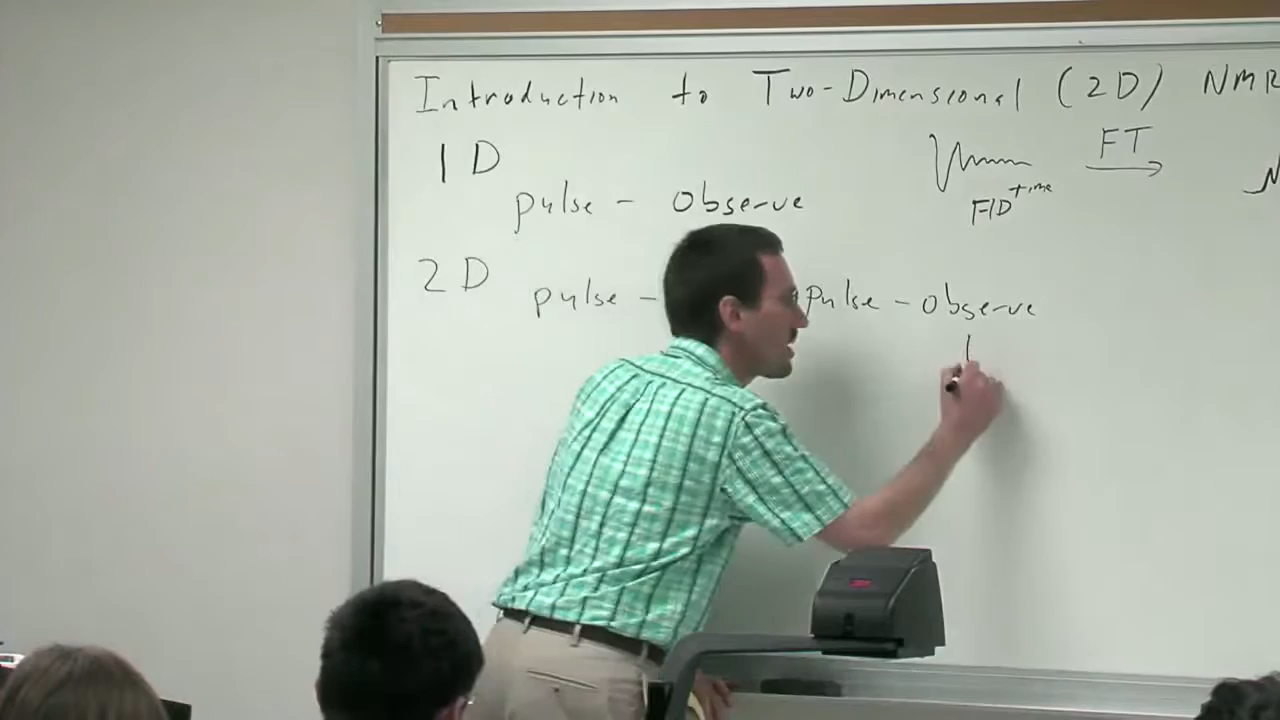 Introduction to Two-Dimensional (2D) NMR
1D
FT
pulse - observe
FID time
2D
pulse - pulse - observe